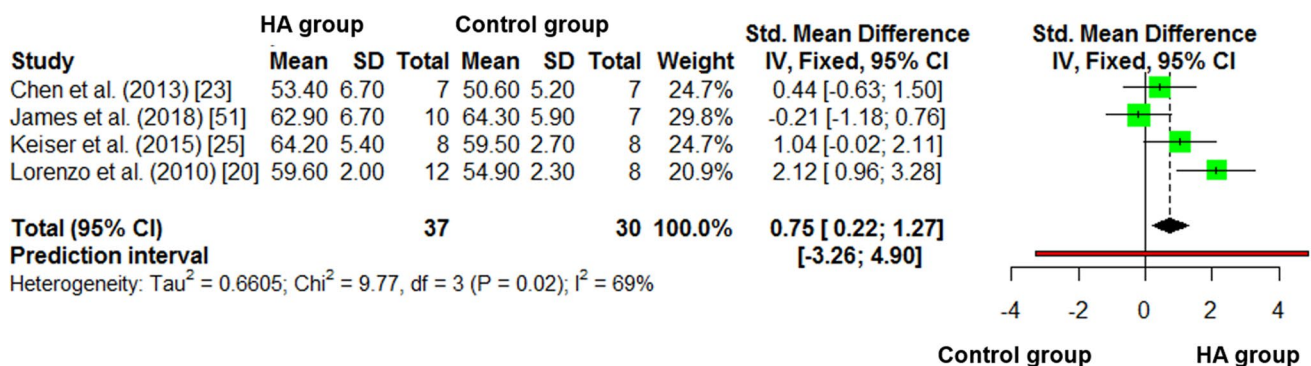 HA group Control group Std. Mean Difference Std. Mean Difference
Study Mean SD Total Mean SD Total Weight IV, Fixed, 95% CI IV, Fixed, 95% CI
Chen et al. (2013) [23] 53.40 6.70 7 50.60 5.20 7 24.7% 0.44 [-0.63; 1.50]
James et al. (2018) [51] 62.90 6.70 10 64.30 5.90 7 29.8% -0.21 [-1.18; 0.76]
Keiser et al. (2015) [25] 64.20 5.40 8 59.50 2.70 8 24.7% 1.04 [-0.02; 2.11]
Lorenzo et al. (2010) [20] 59.60 2.00 12 54.90 2.30 8 20.9% 2.12 [ 0.96; 3.28]
Total (95% CI) 37 30 100.0% 0.75 [ 0.22; 1.27]
Prediction interval [-3.26; 4.90]
Heterogeneity: Tau² = 0.6605; Chi² = 9.77, df = 3 (P = 0.02); I² = 69%
-4 -2 0 2 4
Control group HA group